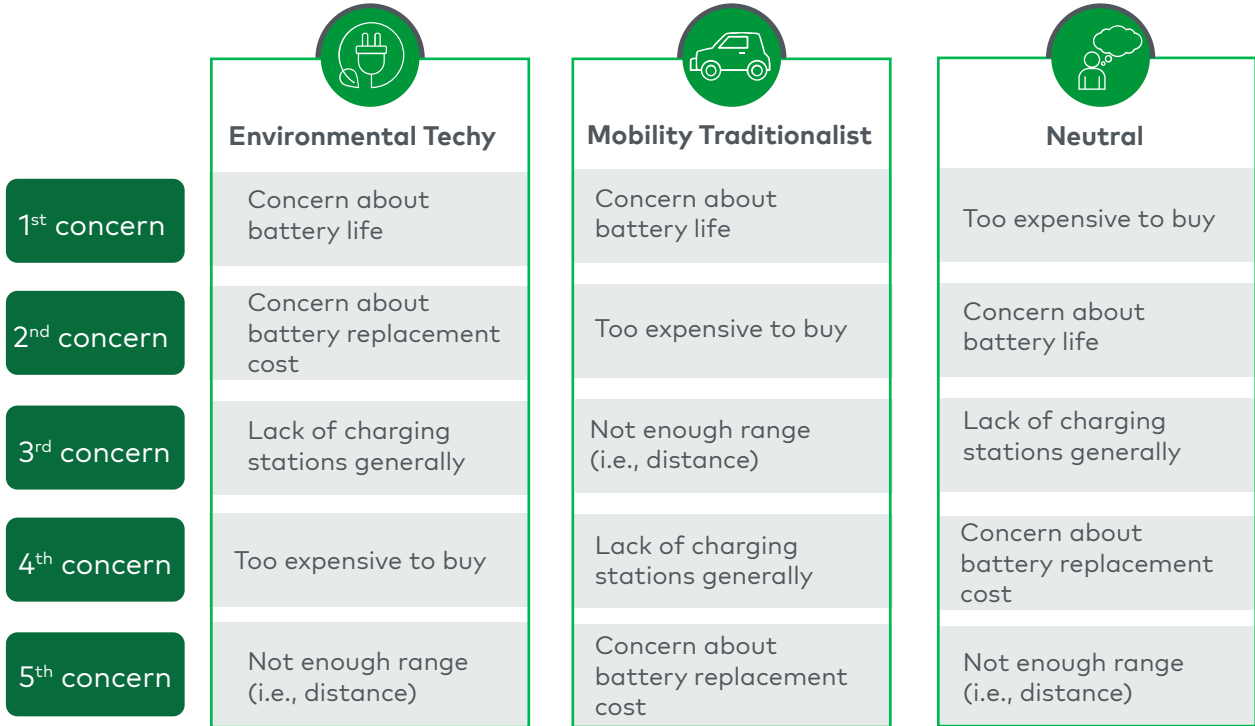 Environmental Techy
Mobility Traditionalist
Neutral
1st concern
Concern about
battery life
Concern about
battery life
Too expensive to buy
2nd concern
Concern about
battery replacement
cost
Too expensive to buy
Concern about
battery life
3rd concern
Lack of charging
stations generally
Not enough range
(i.e., distance)
Lack of charging
stations generally
4th concern
Too expensive to buy
Lack of charging
stations generally
Concern about
battery replacement
cost
5th concern
Not enough range
(i.e., distance)
Concern about
battery replacement
cost
Not enough range
(i.e., distance)